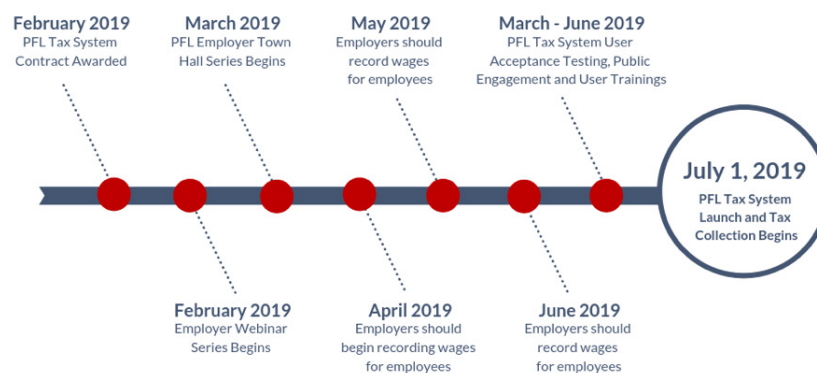 February 2019
PFL Tax System
Contract Awarded
March 2019
PFL Employer Town
Hall Series Begins
May 2019
Employers should
record wages
for employees
March - June 2019
PFL Tax System User
Acceptance Testing, Public
Engagement and User Trainings
July 1, 2019
PFL Tax System
Launch and Tax
Collection Begins
February 2019
Employer Webinar
Series Begins
April 2019
Employers should
begin recording wages
for employees
June 2019
Employers should
record wages
for employees